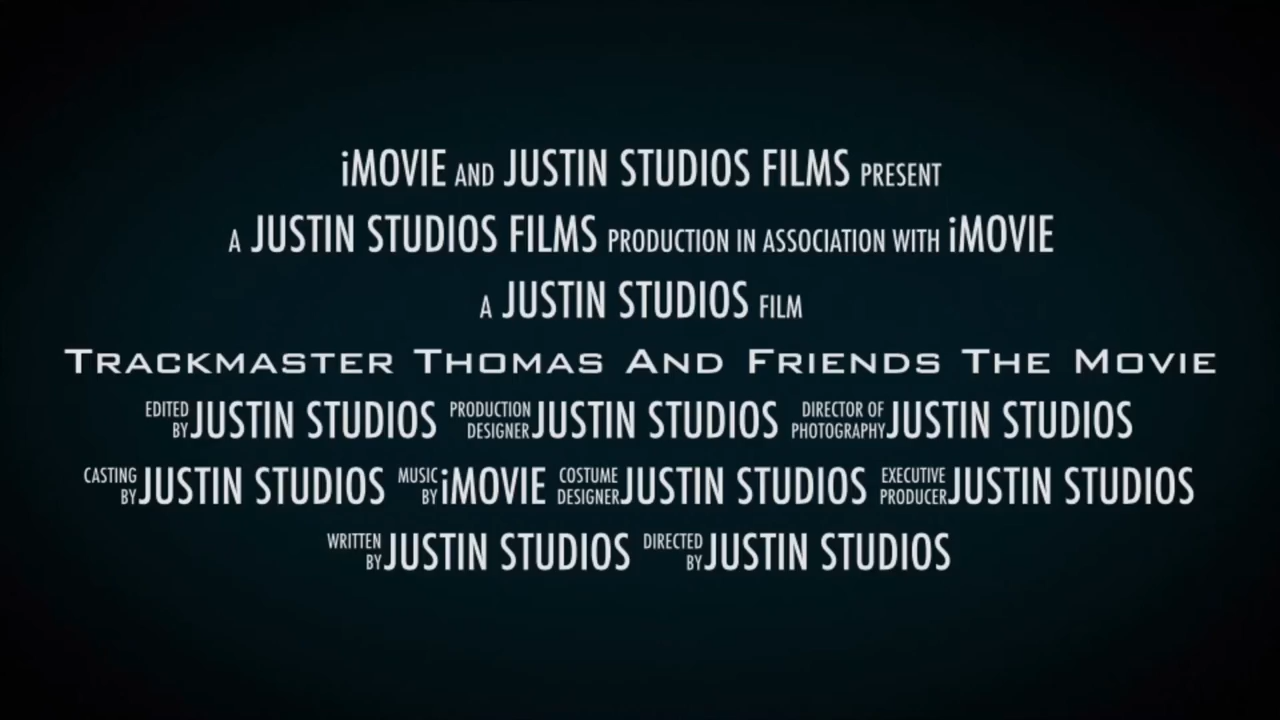 iMOVIE AND JUSTIN STUDIOS FILMS PRESENT
A JUSTIN STUDIOS FILMS PRODUCTION IN ASSOCIATION WITH iMOVIE
A JUSTIN STUDIOS FILM
TRACKMASTER THOMAS AND FRIENDS THE MOVIE
EDITED BY JUSTIN STUDIOS PRODUCTION DESIGNER JUSTIN STUDIOS DIRECTOR OF PHOTOGRAPHY JUSTIN STUDIOS
CASTING BY JUSTIN STUDIOS MUSIC BY iMOVIE COSTUME DESIGNER JUSTIN STUDIOS EXECUTIVE PRODUCER JUSTIN STUDIOS
WRITTEN BY JUSTIN STUDIOS DIRECTED BY JUSTIN STUDIOS